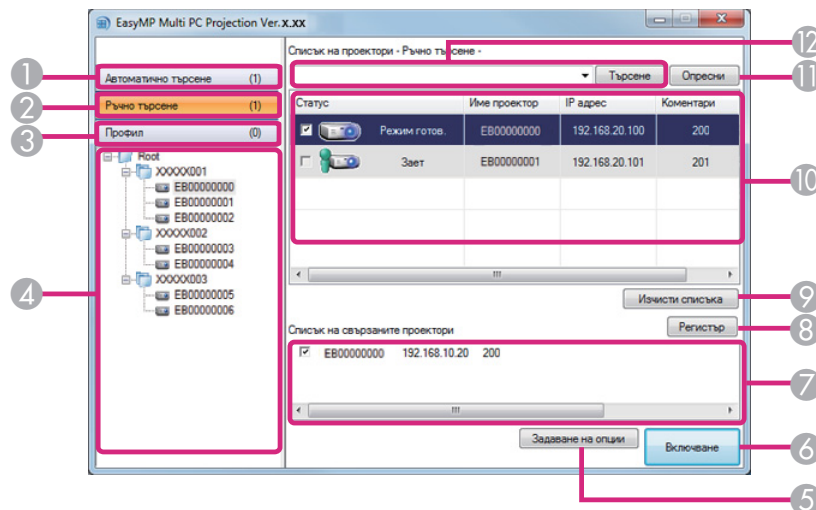 EasyMP Multi PC Projection Ver.X.XX
Списък на проектори - Ръчно търсене -
12
1
Автоматично търсене (1)
Търсене
Опресни
11
2
Ръчно търсене (1)
Статус Име проектор IP адрес Коментари
3
Профил (0)
Режим готов. EB00000000 192.168.20.100 200
Зает EB00000001 192.168.20.101 201
10
Root
XXXXX001
EB00000000
EB00000001
EB00000002
XXXXX002
EB00000003
EB00000004
XXXXX003
EB00000005
EB00000006
4
Изчисти списъка
9
Регистър
8
Списък на свързаните проектори
EB00000000 192.168.10.20 200
7
Задаване на опции
Включване
6
5